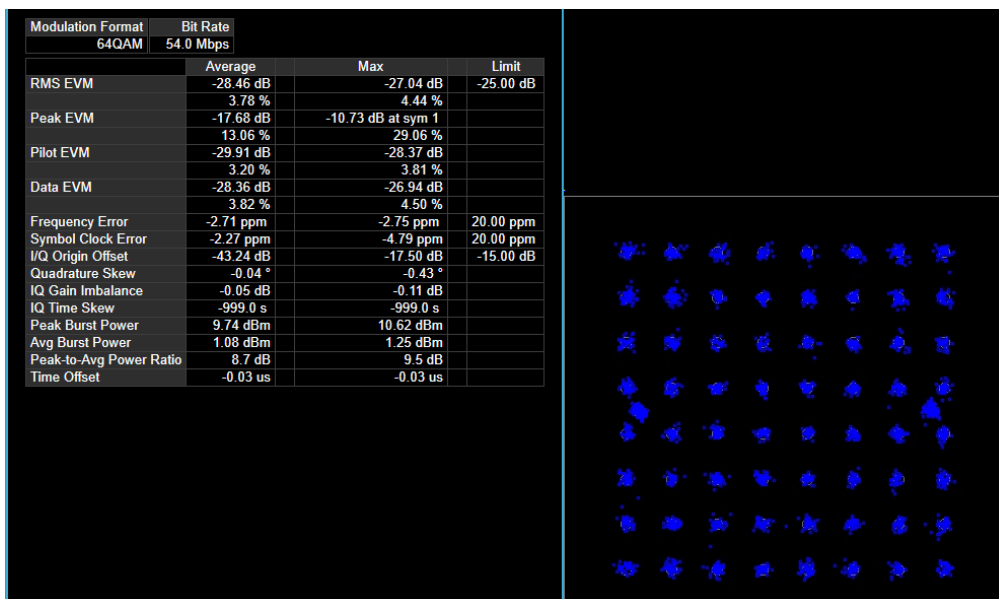 Modulation Format Bit Rate
64QAM 54.0 Mbps
Average Max Limit
RMS EVM -28.46 dB -27.04 dB -25.00 dB
3.78 % 4.44 %
Peak EVM -17.68 dB -10.73 dB at sym 1
13.06 % 29.06 %
Pilot EVM -29.91 dB -28.37 dB
3.20 % 3.81 %
Data EVM -28.36 dB -26.94 dB
3.82 % 4.50 %
Frequency Error -2.71 ppm -2.75 ppm 20.00 ppm
Symbol Clock Error -2.27 ppm -4.79 ppm 20.00 ppm
I/Q Origin Offset -43.24 dB -17.50 dB -15.00 dB
Quadrature Skew -0.04 ° -0.43 °
IQ Gain Imbalance -0.05 dB -0.11 dB
IQ Time Skew -999.0 s -999.0 s
Peak Burst Power 9.74 dBm 10.62 dBm
Avg Burst Power 1.08 dBm 1.25 dBm
Peak-to-Avg Power Ratio 8.7 dB 9.5 dB
Time Offset -0.03 us -0.03 us